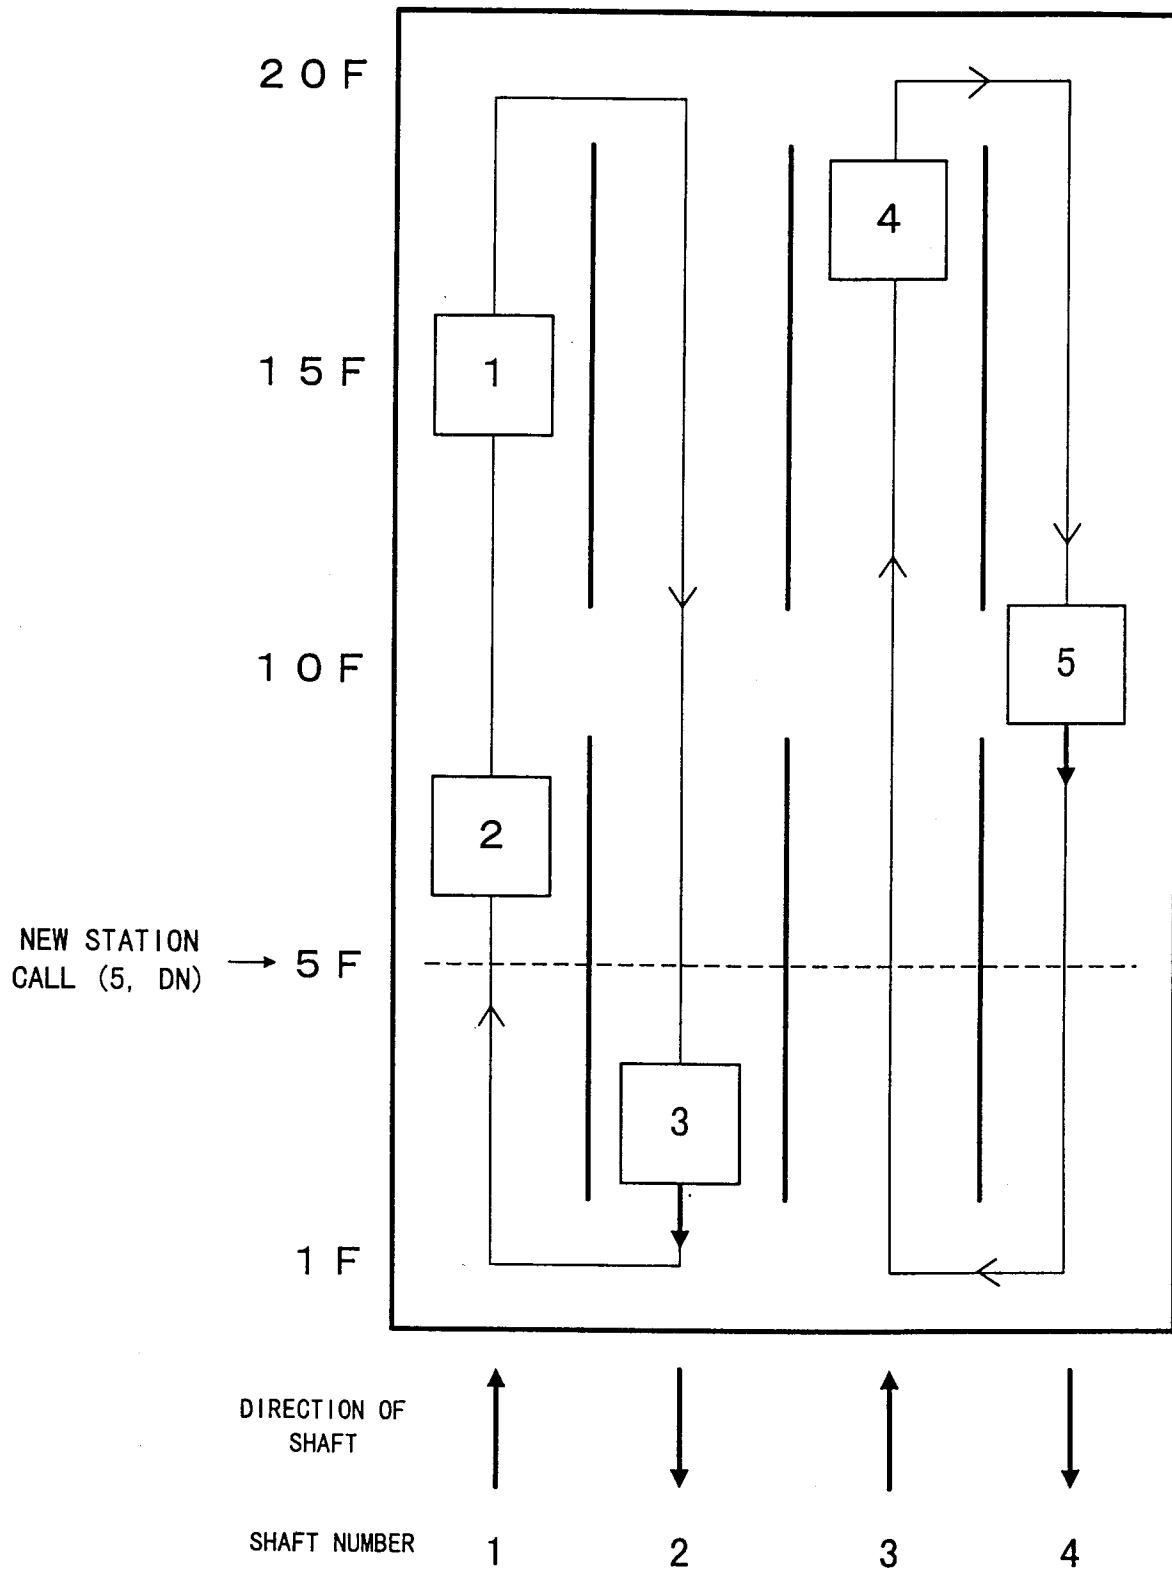 20F
4
15F
1
10F
5
2
NEW STATION
CALL (5, DN)
5F
3
1F
DIRECTION OF
SHAFT
SHAFT NUMBER 1 2 3 4